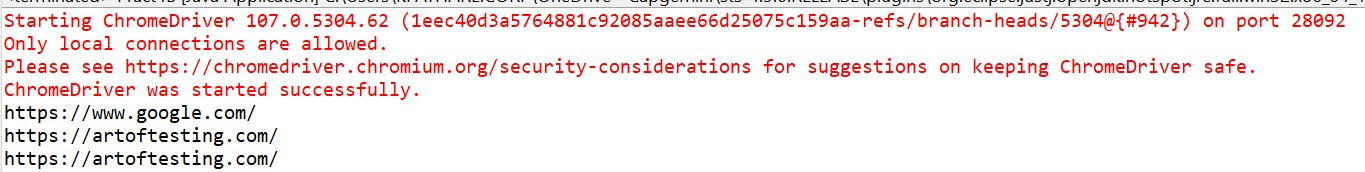 Starting ChromeDriver 107.0.5304.62 (1eec40d3a5764881c92085aaee66d25075c159aa-refs/branch-heads/5304@{#942}) on port 28092
Only local connections are allowed.
Please see https://chromedriver.chromium.org/security-considerations for suggestions on keeping ChromeDriver safe.
ChromeDriver was started successfully.
https://www.google.com/
https://artoftesting.com/
https://artoftesting.com/